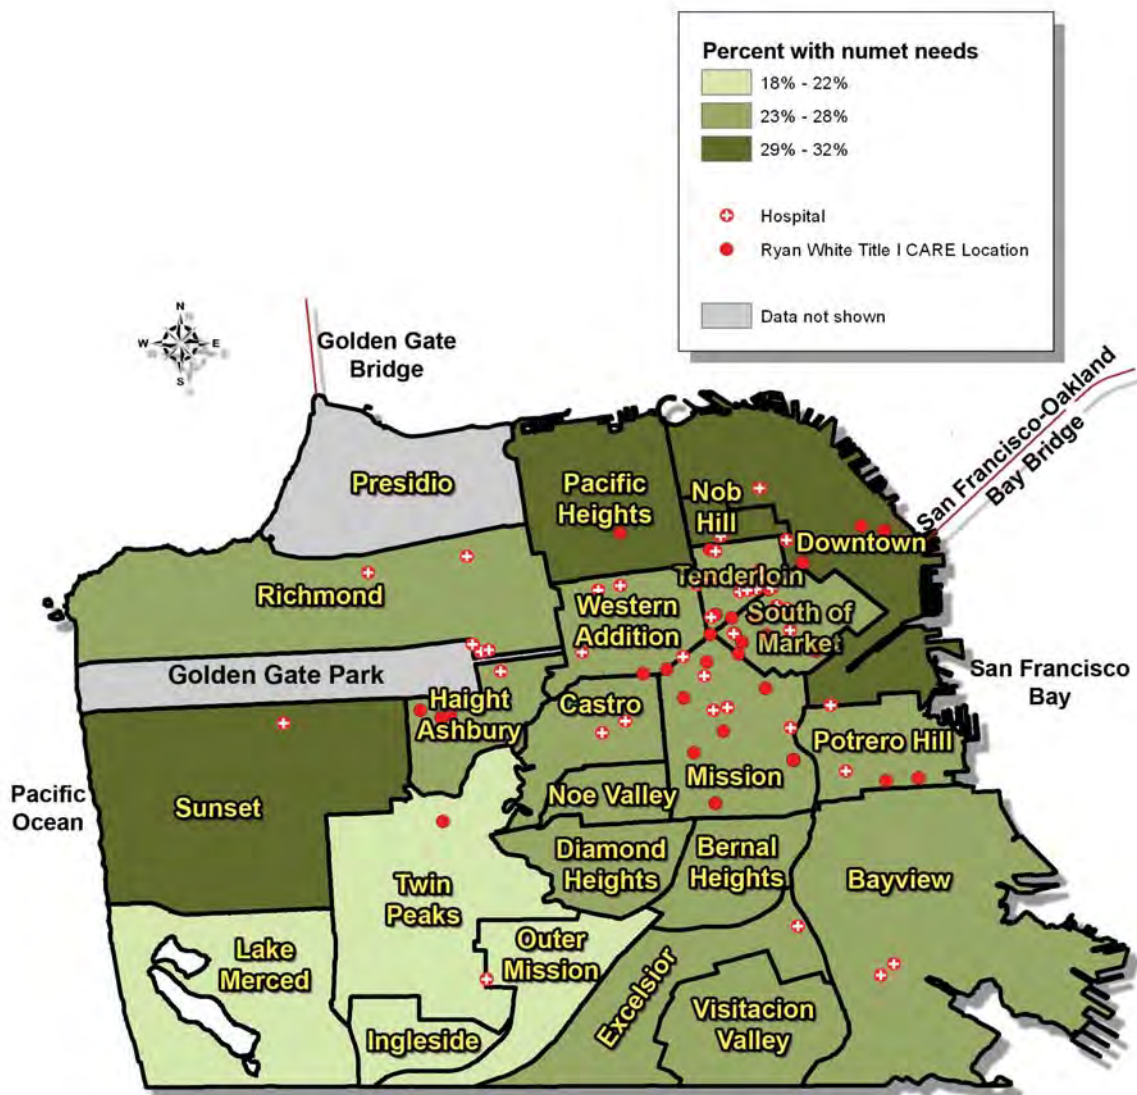 Percent with numet needs
18% - 22%
23% - 28%
29% - 32%
Hospital
Ryan White Title I CARE Location
Data not shown
N
W
E
S
Golden Gate
Bridge
San Francisco-Oakland
Bay Bridge
Presidio
Pacific
Heights
Nob
Hill
Downtown
Richmond
Tenderloin
Western
Addition
South of
Market
Golden Gate Park
San Francisco
Bay
Haight
Ashbury
Castro
Potrero Hill
Pacific
Ocean
Sunset
Noe Valley
Mission
Diamond
Heights
Bernal
Heights
Bayview
Twin
Peaks
Lake
Merced
Outer
Mission
Excelsior
Visitacion
Valley
Ingleside